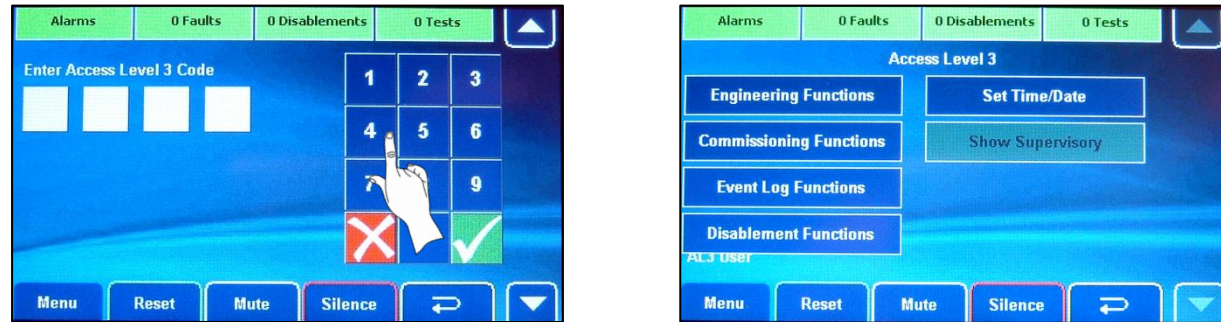 Alarms 0 Faults 0 Disablements 0 Tests
Enter Access Level 3 Code
1 2 3
4 5 6
7 9
Menu Reset Mute Silence
Alarms 0 Faults 0 Disablements 0 Tests
Access Level 3
Engineering Functions Set Time/Date
Commissioning Functions Show Supervisory
Event Log Functions
Disablement Functions
AL3 User
Menu Reset Mute Silence